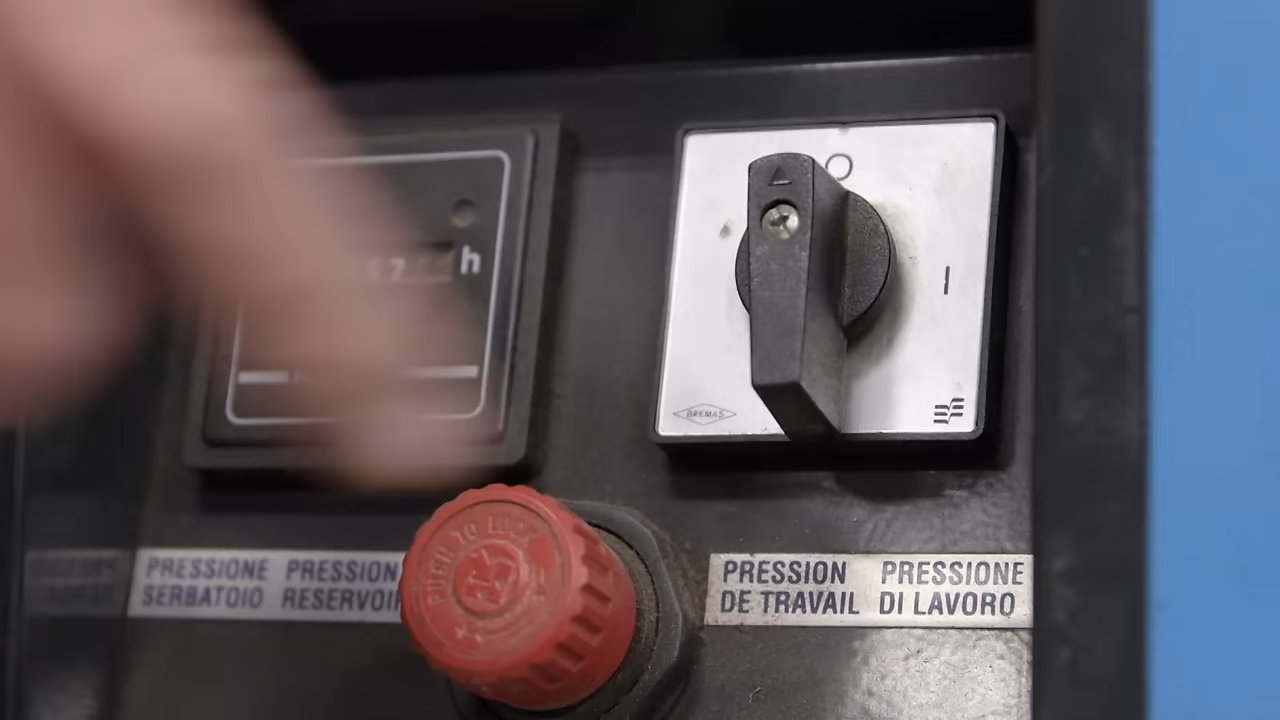 h
O
I
BREMAS
PUSH TO LOCK
PRESSIONE PRESSION
SERBATOIO RESERVOIR
PRESSION PRESSIONE
DE TRAVAIL DI LAVORO